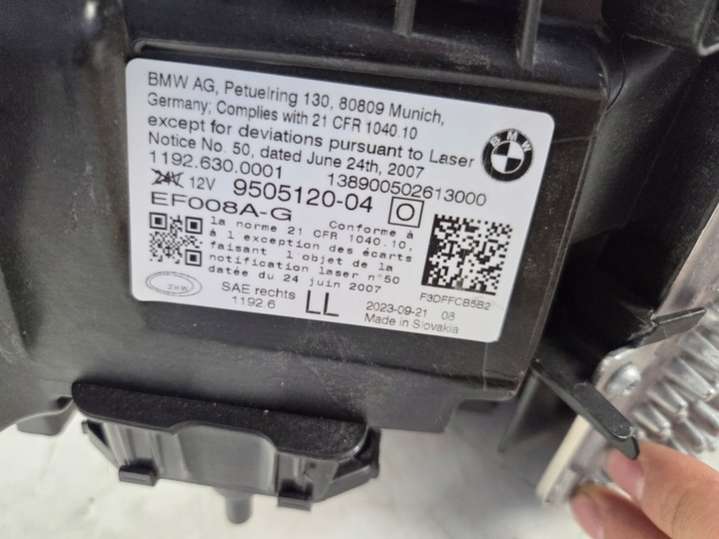 BMW AG, Petuelring 130, 80809 Munich,
Germany; Complies with 21 CFR 1040.10
except for deviations pursuant to Laser
Notice No. 50, dated June 24th, 2007
1192.630.0001 1389005026 13000
24V 12V 9505120-04
EF008A-G
Conforme à
la norme 21 CFR 1040.10,
à l'exception des écarts
faisant l'objet de la
notification laser n°50
datée du 24 juin 2007
F3DFFCB5B2
SAE rechts
1192.6
LL
2023-09-21 08
Made in Slovakia
BMW